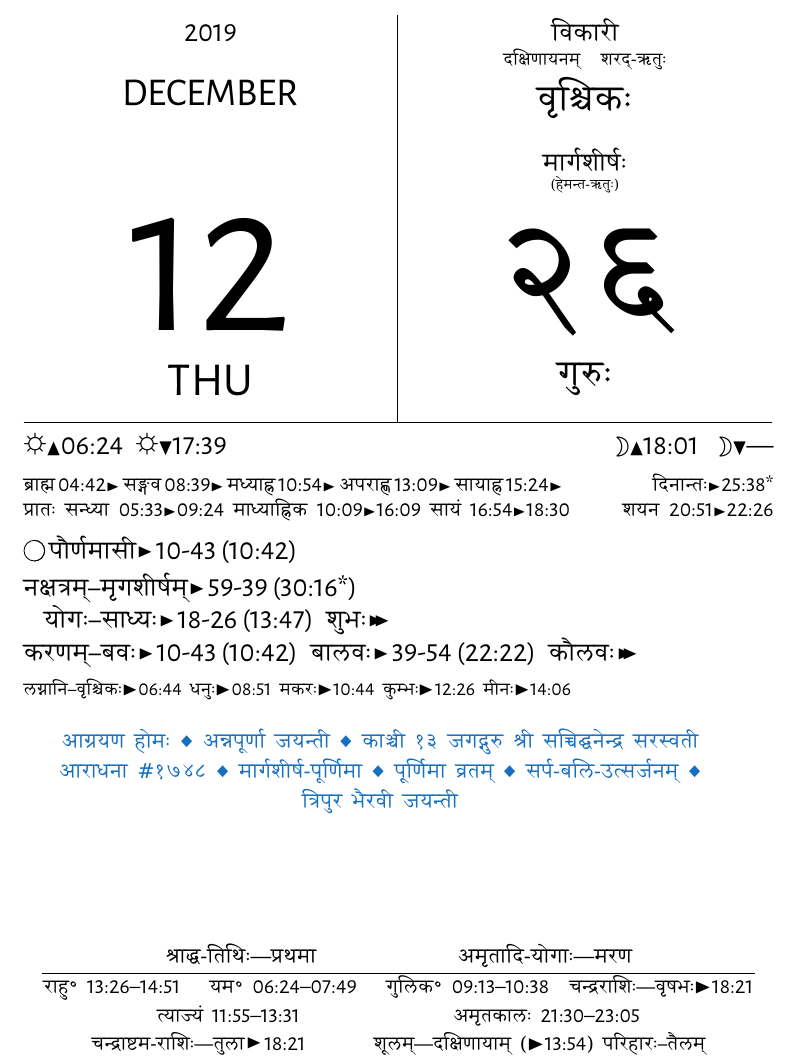 2019
DECEMBER
12
THU
विकारी
दक्षिणायनम् शरद्-ऋतुः
वृश्चिकः
मार्गशीर्षः
(हेमन्त-ऋतुः)
२६
गुरुः
☼▲06:24 ☼▼17:39 ☽▲18:01 ☽▼—
ब्राह्म 04:42► सङ्गव 08:39► मध्याह्न 10:54► अपराह्ण 13:09► सायाह्न 15:24► दिनान्तः►25:38*
प्रातः सन्ध्या 05:33►09:24 माध्याह्निक 10:09►16:09 सायं 16:54►18:30 शयन 20:51►22:26
○पौर्णमासी►10-43 (10:42)
नक्षत्रम्–मृगशीर्षम्►59-39 (30:16*)
योगः–साध्यः►18-26 (13:47) शुभः►►
करणम्–बवः►10-43 (10:42) बालवः►39-54 (22:22) कौलवः►►
लग्नानि–वृश्चिकः►06:44 धनुः►08:51 मकरः►10:44 कुम्भः►12:26 मीनः►14:06
आग्रयण होमः ◆ अन्नपूर्णा जयन्ती ◆ काञ्ची १३ जगद्गुरु श्री सच्चिद्घनेन्द्र सरस्वती
आराधना #१७४८ ◆ मार्गशीर्ष-पूर्णिमा ◆ पूर्णिमा व्रतम् ◆ सर्प-बलि-उत्सर्जनम् ◆
त्रिपुर भैरवी जयन्ती
श्राद्ध-तिथिः—प्रथमा अमृतादि-योगाः—मरण
राहु° 13:26–14:51 यम° 06:24–07:49 गुलिक° 09:13–10:38 चन्द्रराशिः—वृषभः►18:21
त्याज्यं 11:55–13:31 अमृतकालः 21:30–23:05
चन्द्राष्टम-राशिः—तुला►18:21 शूलम्—दक्षिणायाम् (►13:54) परिहारः–तैलम्